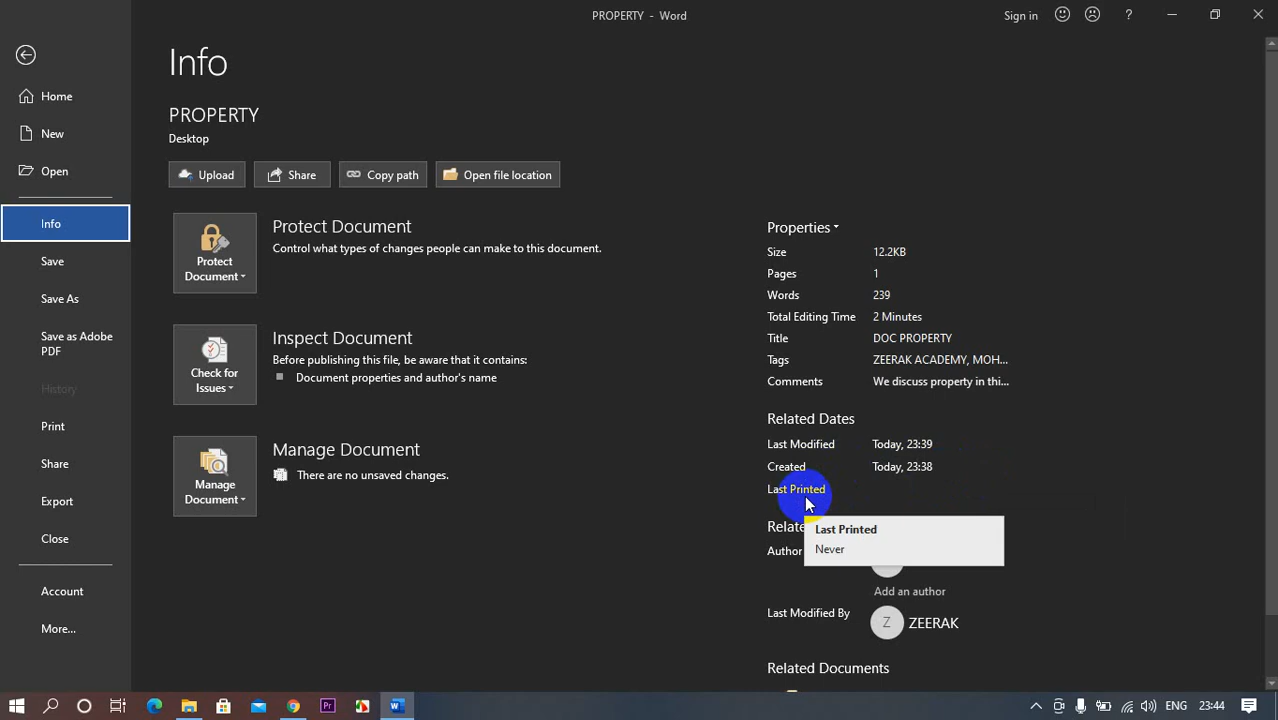 PROPERTY - Word
Sign in
?
Info
PROPERTY
Desktop
Upload
Share
Copy path
Open file location
Home
New
Open
Info
Save
Save As
Save as Adobe
PDF
History
Print
Share
Export
Close
Account
More...
Protect
Document
Protect Document
Control what types of changes people can make to this document.
Check for
Issues
Inspect Document
Before publishing this file, be aware that it contains:
Document properties and author's name
Manage
Document
Manage Document
There are no unsaved changes.
Properties
Size 12.2KB
Pages 1
Words 239
Total Editing Time 2 Minutes
Title DOC PROPERTY
Tags ZEERAK ACADEMY, MOH...
Comments We discuss property in thi...
Related Dates
Last Modified Today, 23:39
Created Today, 23:38
Last Printed
Last Printed
Never
Author
Add an author
Last Modified By
Z ZEERAK
Related Documents
Pr
W
ENG 23:44